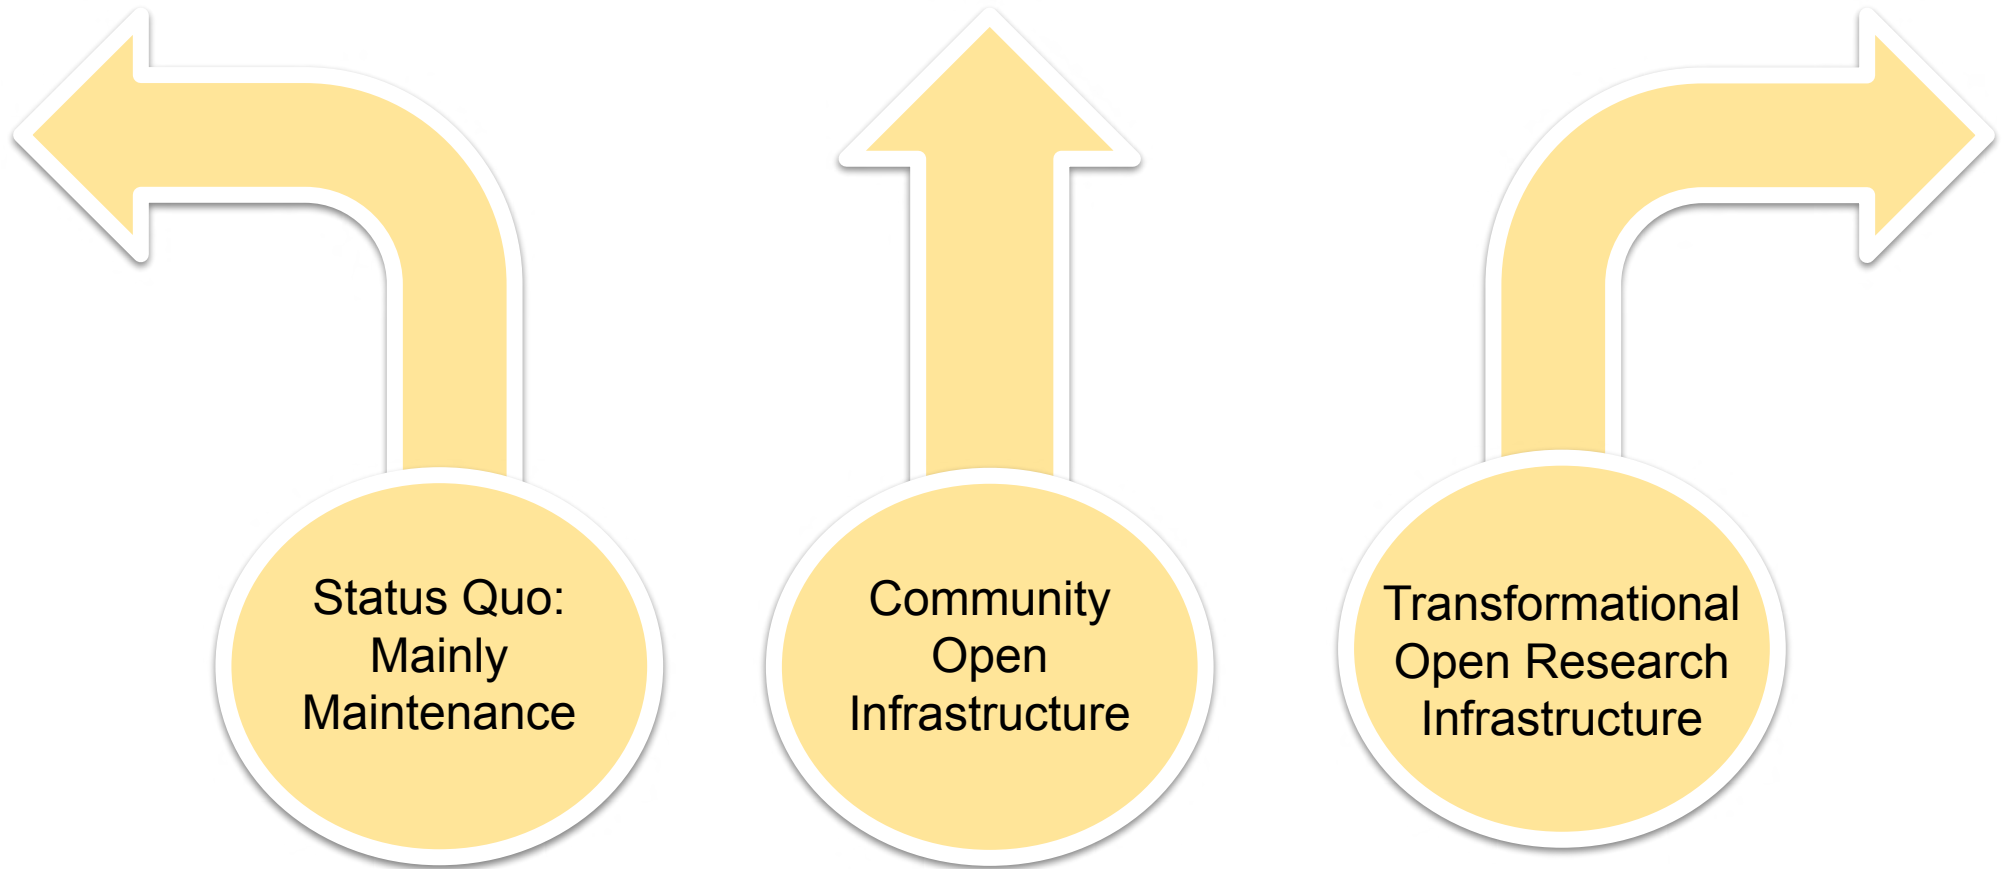 Status Quo:
Mainly
Maintenance
Community
Open
Infrastructure
Transformational
Open Research
Infrastructure